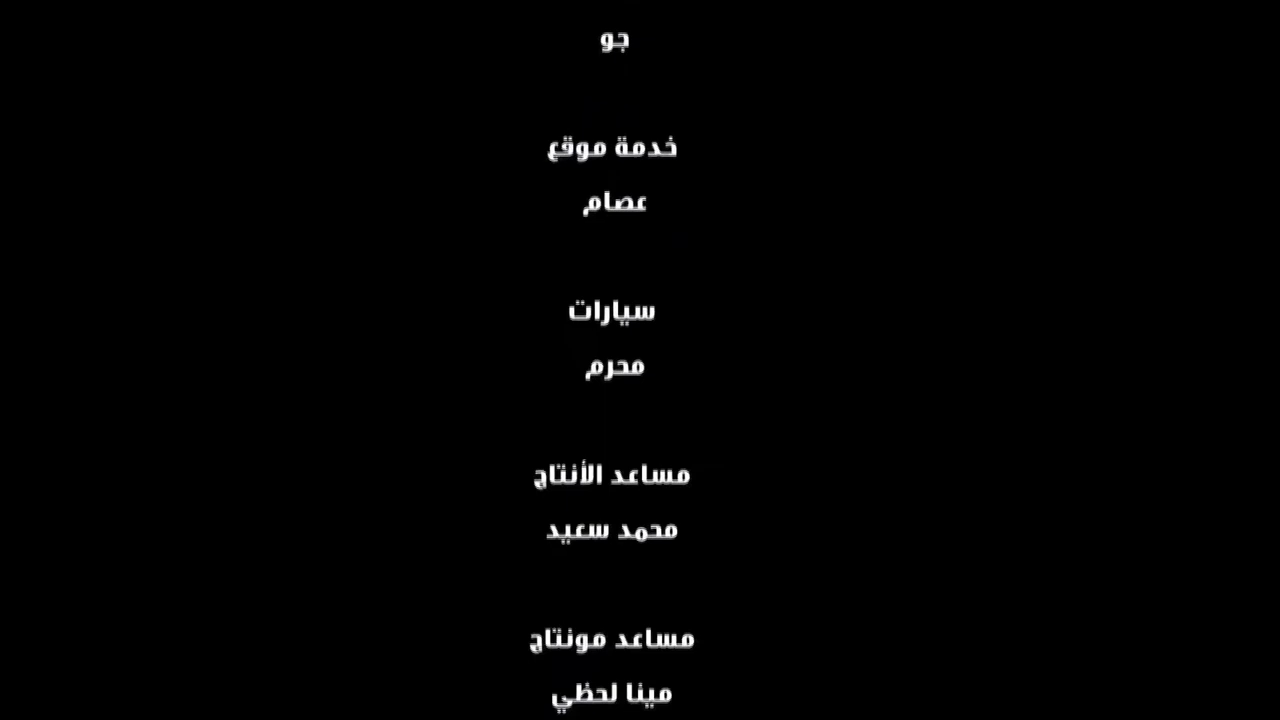 جو
خدمة موقع
عصام
سيارات
محرم
مساعد الأنتاج
محمد سعيد
مساعد مونتاج
مينا لحظي